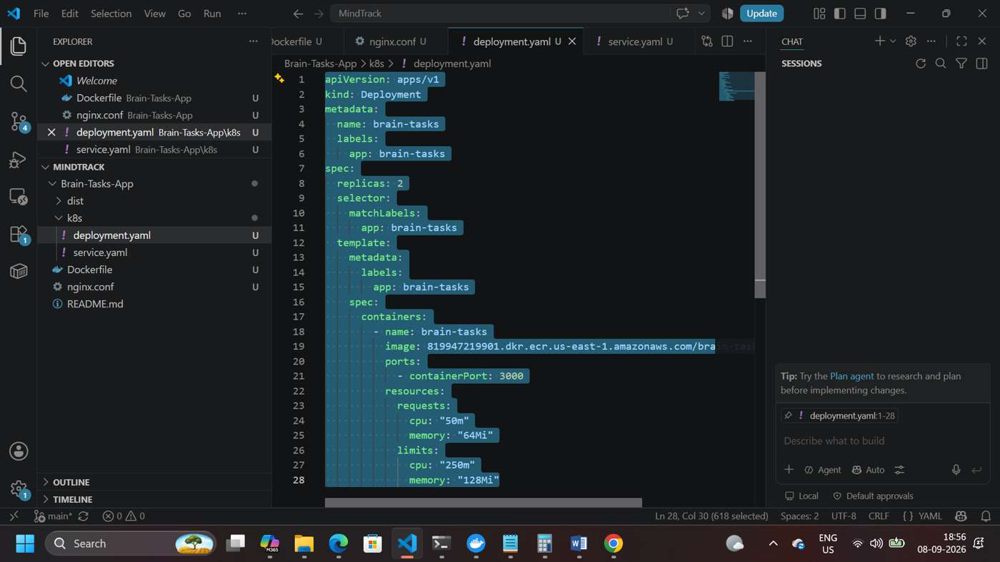 File Edit Selection View Go Run ··· MindTrack Update
EXPLORER ···
OPEN EDITORS
Welcome
Dockerfile Brain-Tasks-App U
nginx.conf Brain-Tasks-App U
deployment.yaml Brain-Tasks-App\k8s U
service.yaml Brain-Tasks-App\k8s U
MINDTRACK
Brain-Tasks-App
dist
k8s
deployment.yaml U
service.yaml U
Dockerfile U
nginx.conf U
README.md
OUTLINE
TIMELINE
4
1
1
Dockerfile U nginx.conf U deployment.yaml U service.yaml U
Brain-Tasks-App > k8s > ! deployment.yaml
1 apiVersion: apps/v1
2 kind: Deployment
3 metadata:
4 name: brain-tasks
5 labels:
6 app: brain-tasks
7 spec:
8 replicas: 2
9 selector:
10 matchLabels:
11 app: brain-tasks
12 template:
13 metadata:
14 labels:
15 app: brain-tasks
16 spec:
17 containers:
18 - name: brain-tasks
19 image: 819947219901.dkr.ecr.us-east-1.amazonaws.com/brain-tas
20 ports:
21 - containerPort: 3000
22 resources:
23 requests:
24 cpu: "50m"
25 memory: "64Mi"
26 limits:
27 cpu: "250m"
28 memory: "128Mi"
CHAT
SESSIONS
Tip: Try the Plan agent to research and plan
before implementing changes.
! deployment.yaml:1-28
Describe what to build
Agent Auto
Local Default approvals
main* 0 0 Ln 28, Col 30 (618 selected) Spaces: 2 UTF-8 CRLF { } YAML
Search M365 ENG
US
18:56
08-09-2026